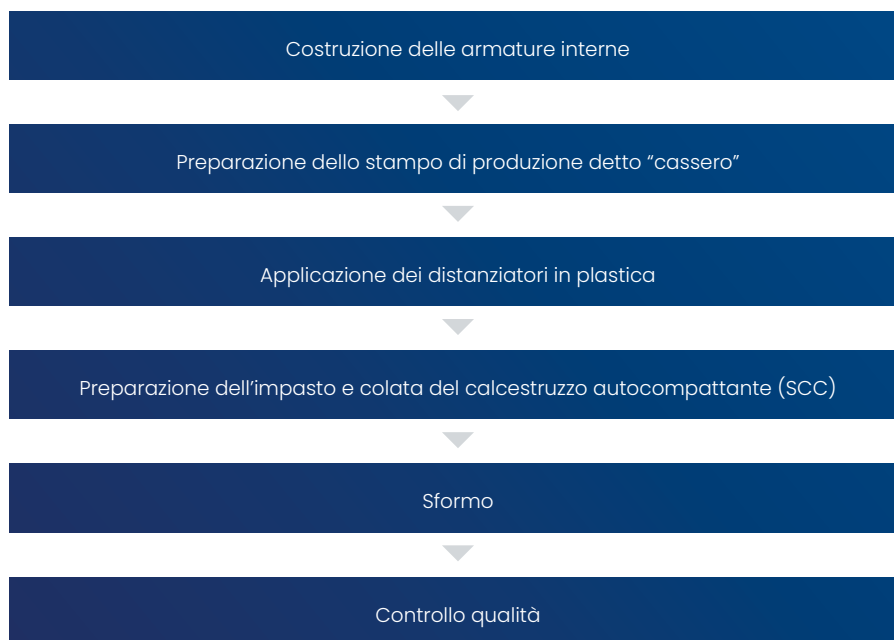 Costruzione delle armature interne
Preparazione dello stampo di produzione detto “cassero”
Applicazione dei distanziatori in plastica
Preparazione dell’impasto e colata del calcestruzzo autocompattante (SCC)
Sformo
Controllo qualità